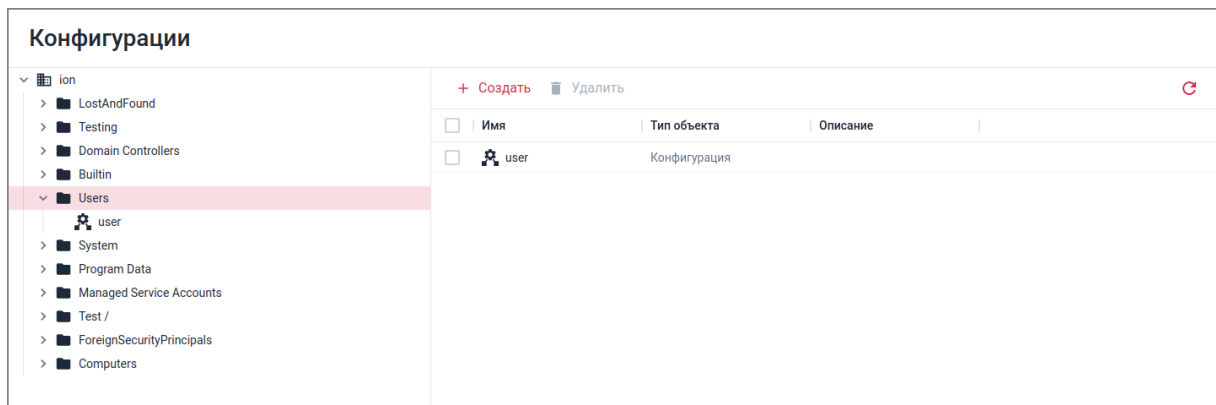 Конфигурации
ion
LostAndFound
Testing
Domain Controllers
Builtin
Users
user
System
Program Data
Managed Service Accounts
Test /
ForeignSecurityPrincipals
Computers
+ Создать Удалить
Имя Тип объекта Описание
user Конфигурация